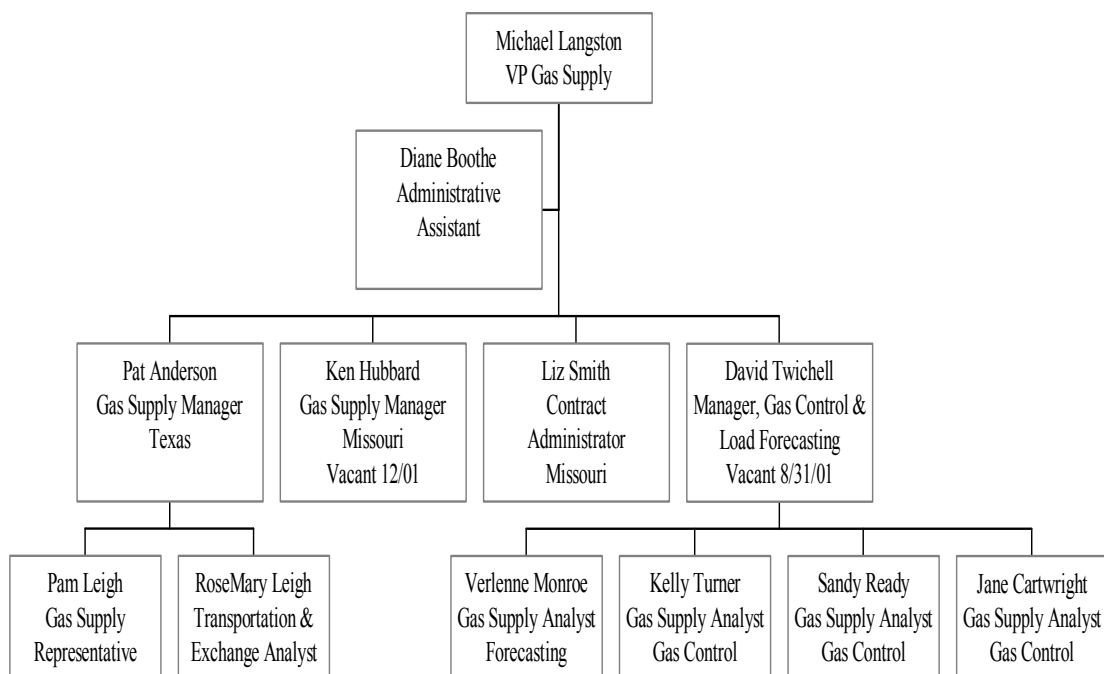 Michael Langston
VP Gas Supply
Diane Boothe
Administrative
Assistant
Pat Anderson
Gas Supply Manager
Texas
Ken Hubbard
Gas Supply Manager
Missouri
Vacant 12/01
Liz Smith
Contract
Administrator
Missouri
David Twichell
Manager, Gas Control &
Load Forecasting
Vacant 8/31/01
Pam Leigh
Gas Supply
Representative
RoseMary Leigh
Transportation &
Exchange Analyst
Verlenne Monroe
Gas Supply Analyst
Forecasting
Kelly Turner
Gas Supply Analyst
Gas Control
Sandy Ready
Gas Supply Analyst
Gas Control
Jane Cartwright
Gas Supply Analyst
Gas Control